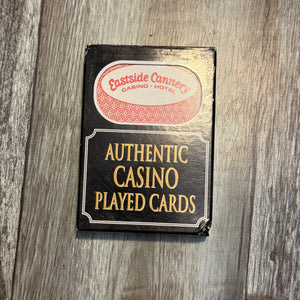 Eastside Cannery
CASINO · HOTEL
AUTHENTIC
CASINO
PLAYED CARDS